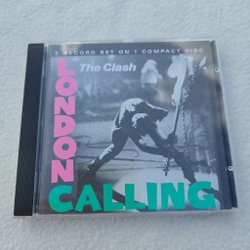 2-RECORD SET ON 1 COMPACT DISC
The Clash
LONDON
CALLING